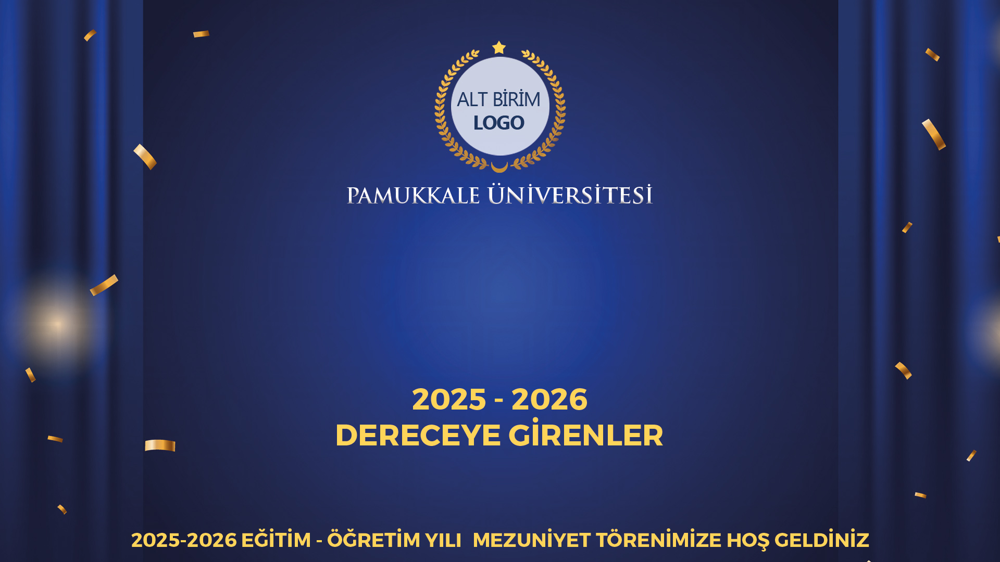 ALT BİRİM
LOGO
PAMUKKALE ÜNİVERSİTESİ
2025 - 2026
DERECEYE GİRENLER
2025-2026 EĞİTİM - ÖĞRETİM YILI  MEZUNİYET TÖRENİMİZE HOŞ GELDİNİZ